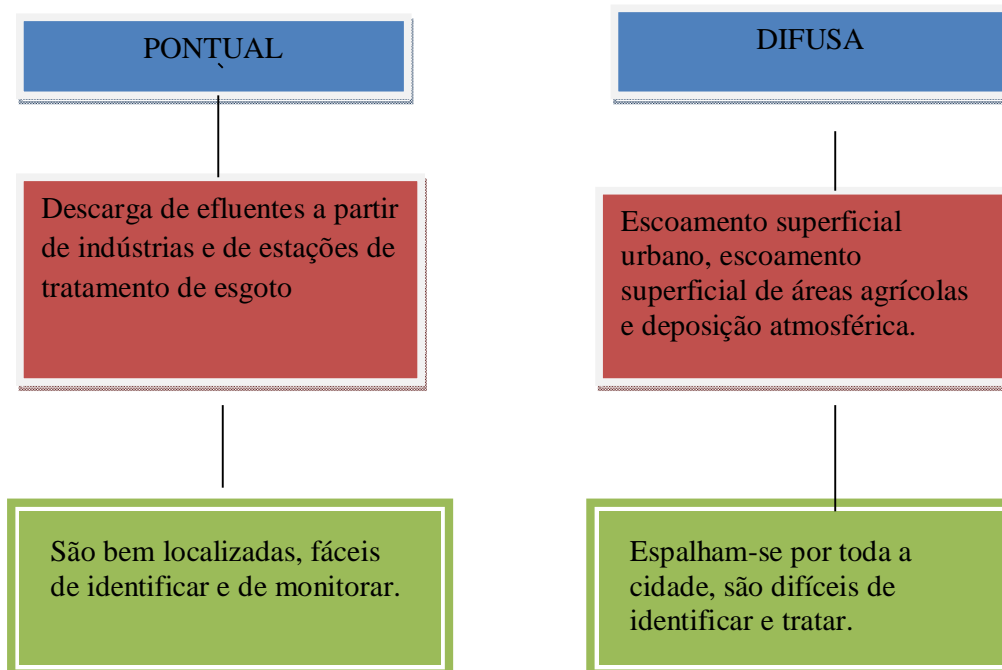 PONTUAL
`
Descarga de efluentes a partir
de indústrias e de estações de
tratamento de esgoto
São bem localizadas, fáceis
de identificar e de monitorar.
DIFUSA
Escoamento superficial
urbano, escoamento
superficial de áreas agrícolas
e deposição atmosférica.
Espalham-se por toda a
cidade, são difíceis de
identificar e tratar.